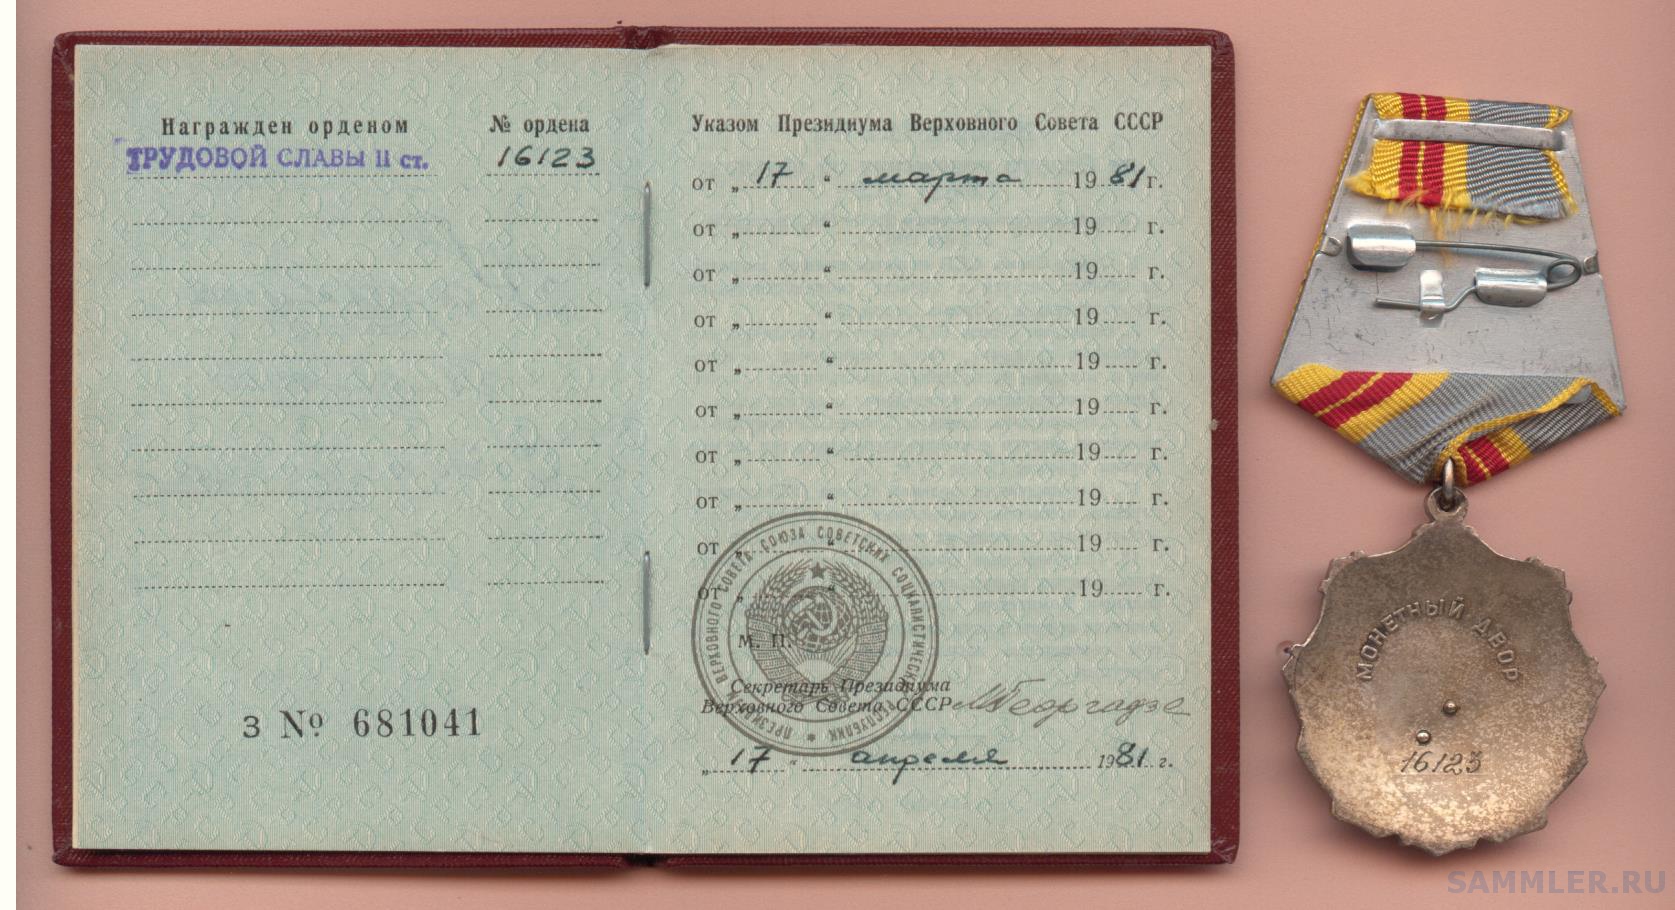 Награжден орденом № ордена
ТРУДОВОЙ СЛАВЫ II ст. 16123
З № 681041
Указом Президиума Верховного Совета СССР
от „ 17 “ марта 1981 г.
от „ “ 19 г.
от „ “ 19 г.
от „ “ 19 г.
от „ “ 19 г.
от „ “ 19 г.
от „ “ 19 г.
от „ “ 19 г.
от „ “ 19 г.
от „ “ 19 г.
ПРЕЗИДИУМ ВЕРХОВНОГО СОВЕТА СОЮЗА СОВЕТСКИХ СОЦИАЛИСТИЧЕСКИХ РЕСПУБЛИК
М. П.
Секретарь Президиума
Верховного Совета СССР МГеоргадзе
„ 17 “ апреля 1981 г.
МОНЕТНЫЙ ДВОР
16123
SAMMLER.RU